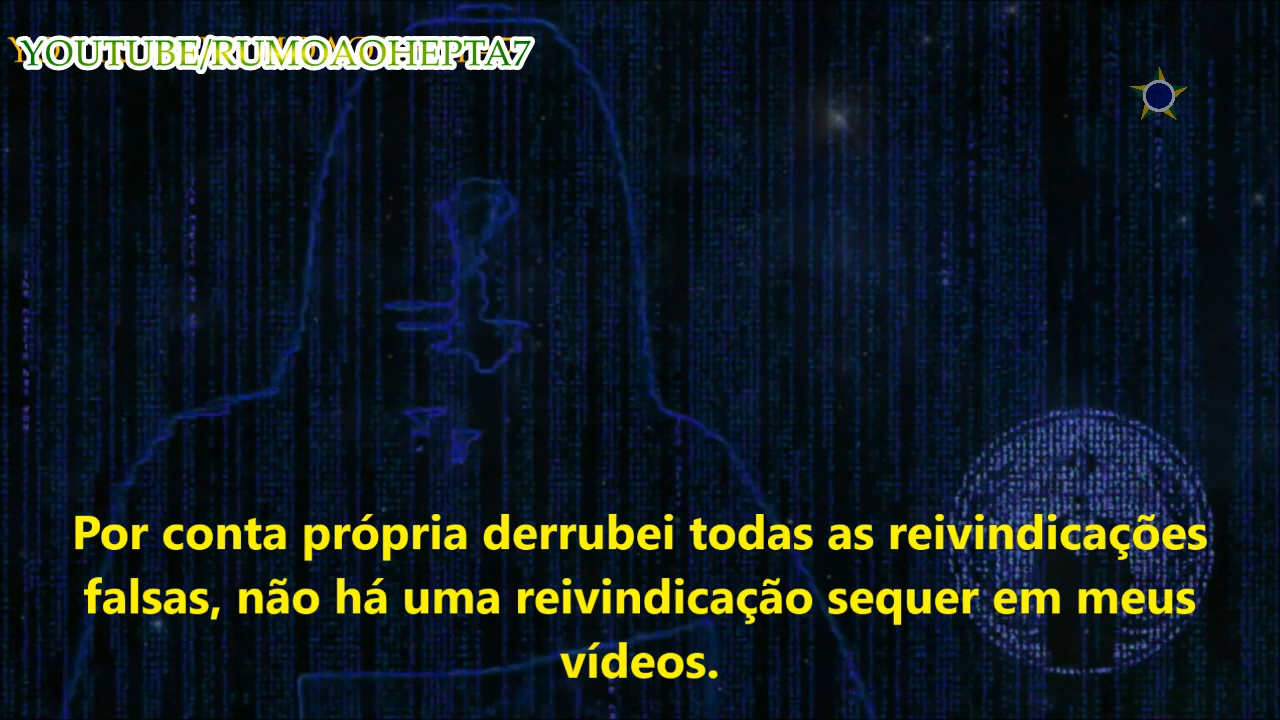 YOUTUBE/RUMOAOHEPTA7
Por conta própria derrubei todas as reivindicações
falsas, não há uma reivindicação sequer em meus
vídeos.